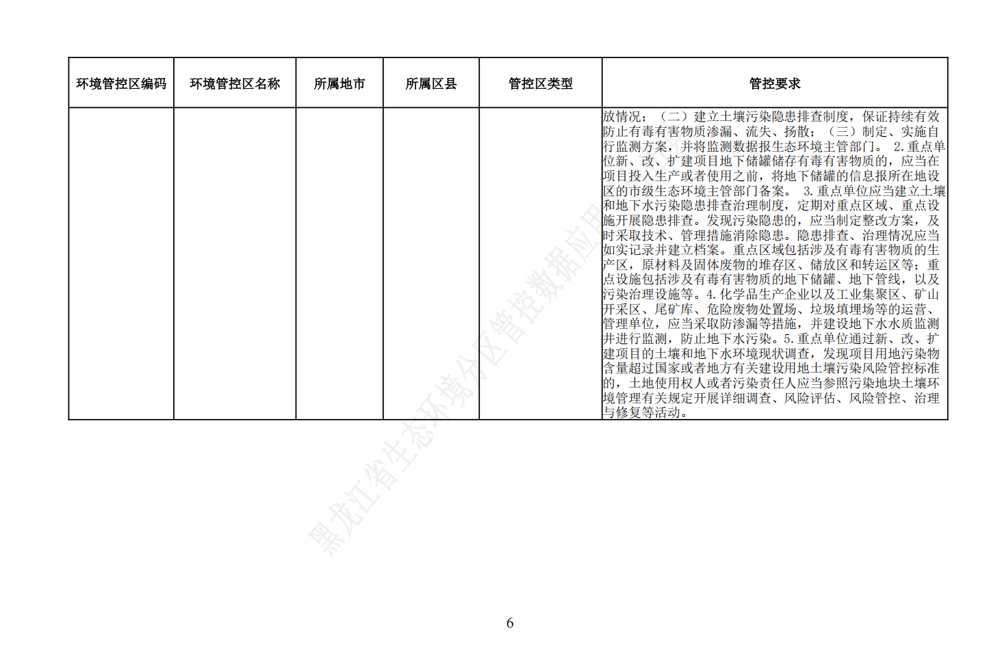 环境管控区编码 环境管控区名称 所属地市 所属区县 管控区类型 管控要求
放情况；（二）建立土壤污染隐患排查制度，保证持续有效
防止有毒有害物质渗漏、流失、扬散；（三）制定、实施自
行监测方案，并将监测数据报生态环境主管部门。 2.重点单
位新、改、扩建项目地下储罐储存有毒有害物质的，应当在
项目投入生产或者使用之前，将地下储罐的信息报所在地设
区的市级生态环境主管部门备案。 3.重点单位应当建立土壤
和地下水污染隐患排查治理制度，定期对重点区域、重点设
施开展隐患排查。发现污染隐患的，应当制定整改方案，及
时采取技术、管理措施消除隐患。隐患排查、治理情况应当
如实记录并建立档案。重点区域包括涉及有毒有害物质的生
产区，原材料及固体废物的堆存区、储放区和转运区等；重
点设施包括涉及有毒有害物质的地下储罐、地下管线，以及
污染治理设施等。4.化学品生产企业以及工业集聚区、矿山
开采区、尾矿库、危险废物处置场、垃圾填埋场等的运营、
管理单位，应当采取防渗漏等措施，并建设地下水水质监测
井进行监测，防止地下水污染。5.重点单位通过新、改、扩
建项目的土壤和地下水环境现状调查，发现项目用地污染物
含量超过国家或者地方有关建设用地土壤污染风险管控标准
的，土地使用权人或者污染责任人应当参照污染地块土壤环
境管理有关规定开展详细调查、风险评估、风险管控、治理
与修复等活动。
黑龙江省生态环境分区管控数据应用
6